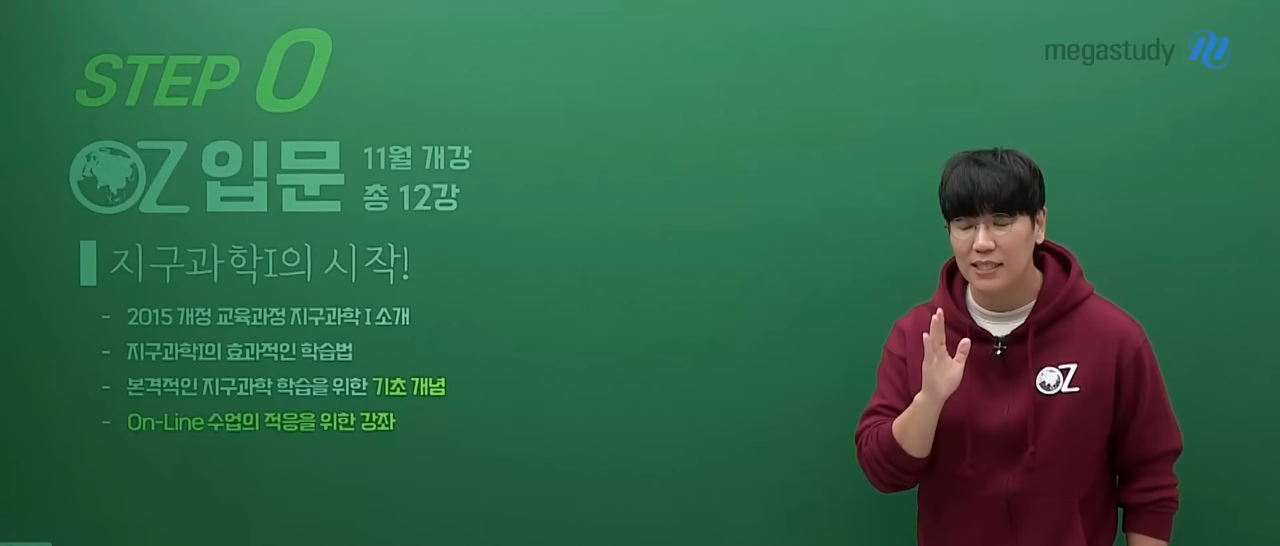 STEP 0
megastudy
OZ 입문
11월 개강
총 12강
지구과학I의 시작!
- 2015 개정 교육과정 지구과학 I 소개
- 지구과학I의 효과적인 학습법
- 본격적인 지구과학 학습을 위한 기초 개념
- On-Line 수업의 적응을 위한 강좌
OZ